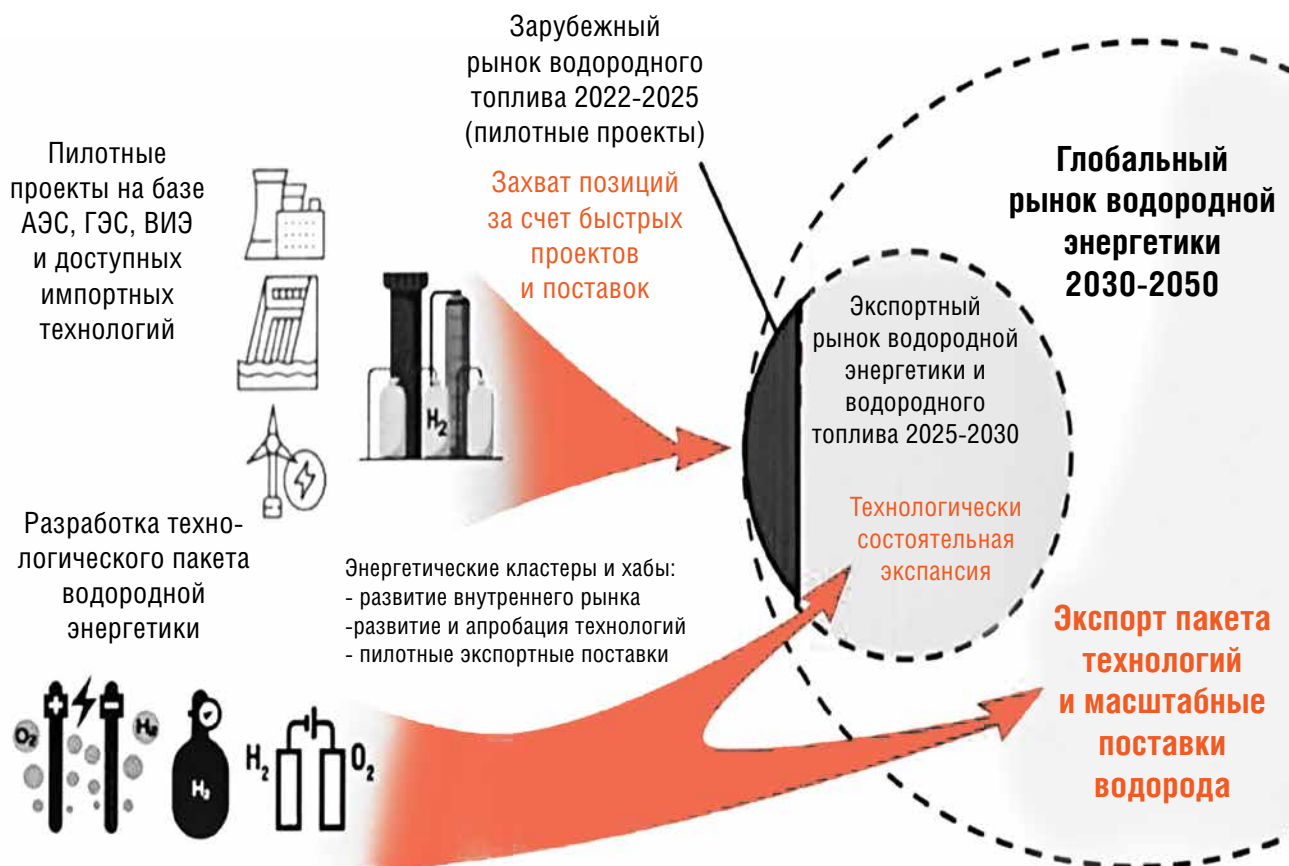 Зарубежный
рынок водородного
топлива 2022-2025
(пилотные проекты)
Захват позиций
за счет быстрых
проектов
и поставок
Пилотные
проекты на базе
АЭС, ГЭС, ВИЭ
и доступных
импортных
технологий
H2
Глобальный
рынок водородной
энергетики
2030-2050
Экспортный
рынок водородной
энергетики и
водородного
топлива 2025-2030
Технологически
состоятельная
экспансия
Разработка техно-
логического пакета
водородной
энергетики
Энергетические кластеры и хабы:
- развитие внутреннего рынка
-развитие и апробация технологий
- пилотные экспортные поставки
Экспорт пакета
технологий
и масштабные
поставки
водорода
+ −
O2
H2
H2
H2 O2